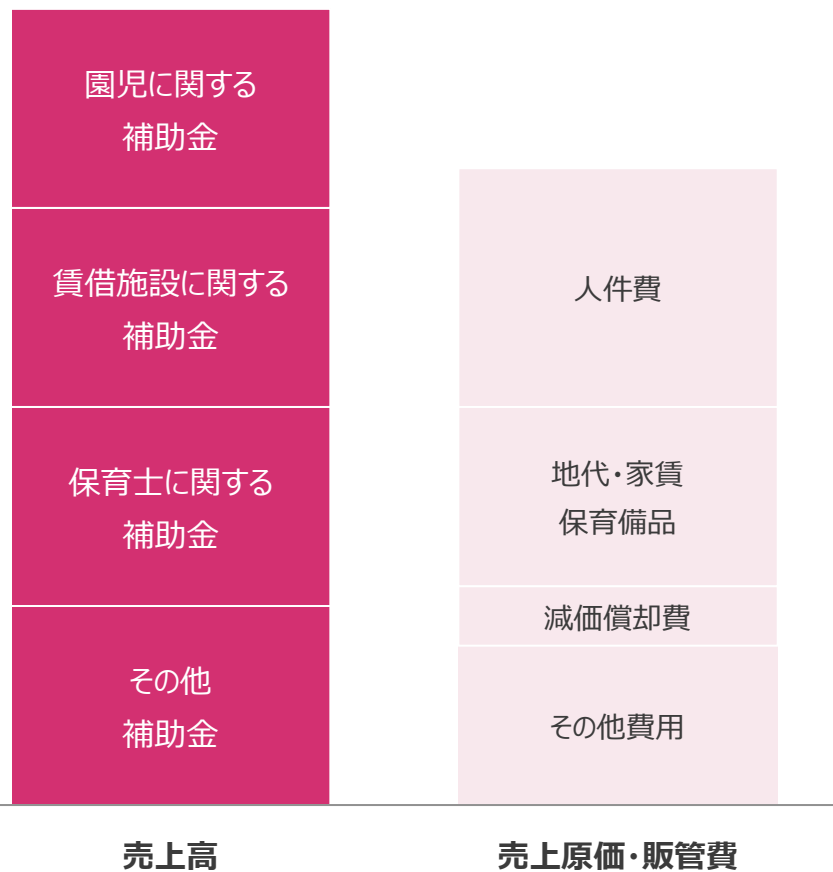 園児に関する
補助金
賃借施設に関する
補助金
保育士に関する
補助金
その他
補助金
売上高
人件費
地代・家賃
保育備品
減価償却費
その他費用
売上原価・販管費